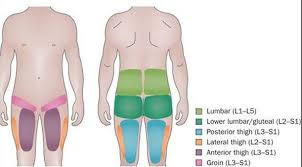 Lumbar (L1–L5)
Lower lumbar/gluteal (L2–S1)
Posterior thigh (L3–S1)
Lateral thigh (L2–S1)
Anterior thigh (L3–S1)
Groin (L3–S1)